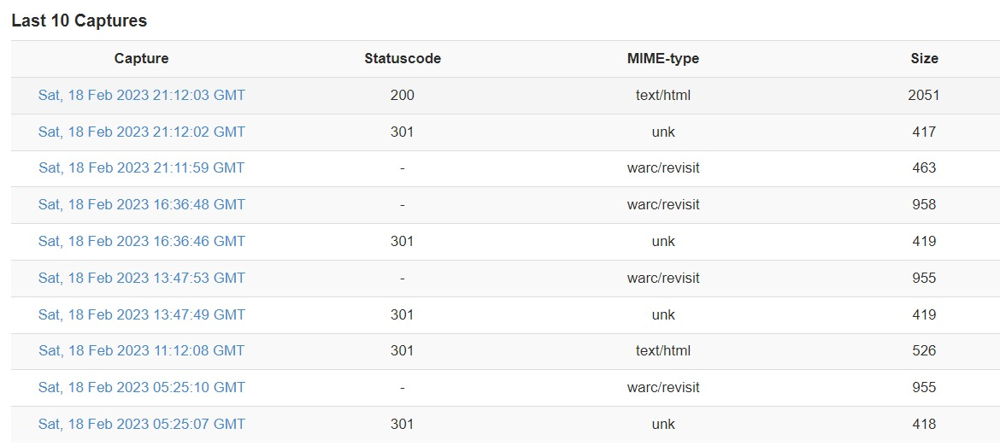 Last 10 Captures
Capture Statuscode MIME-type Size
Sat, 18 Feb 2023 21:12:03 GMT 200 text/html 2051
Sat, 18 Feb 2023 21:12:02 GMT 301 unk 417
Sat, 18 Feb 2023 21:11:59 GMT - warc/revisit 463
Sat, 18 Feb 2023 16:36:48 GMT - warc/revisit 958
Sat, 18 Feb 2023 16:36:46 GMT 301 unk 419
Sat, 18 Feb 2023 13:47:53 GMT - warc/revisit 955
Sat, 18 Feb 2023 13:47:49 GMT 301 unk 419
Sat, 18 Feb 2023 11:12:08 GMT 301 text/html 526
Sat, 18 Feb 2023 05:25:10 GMT - warc/revisit 955
Sat, 18 Feb 2023 05:25:07 GMT 301 unk 418